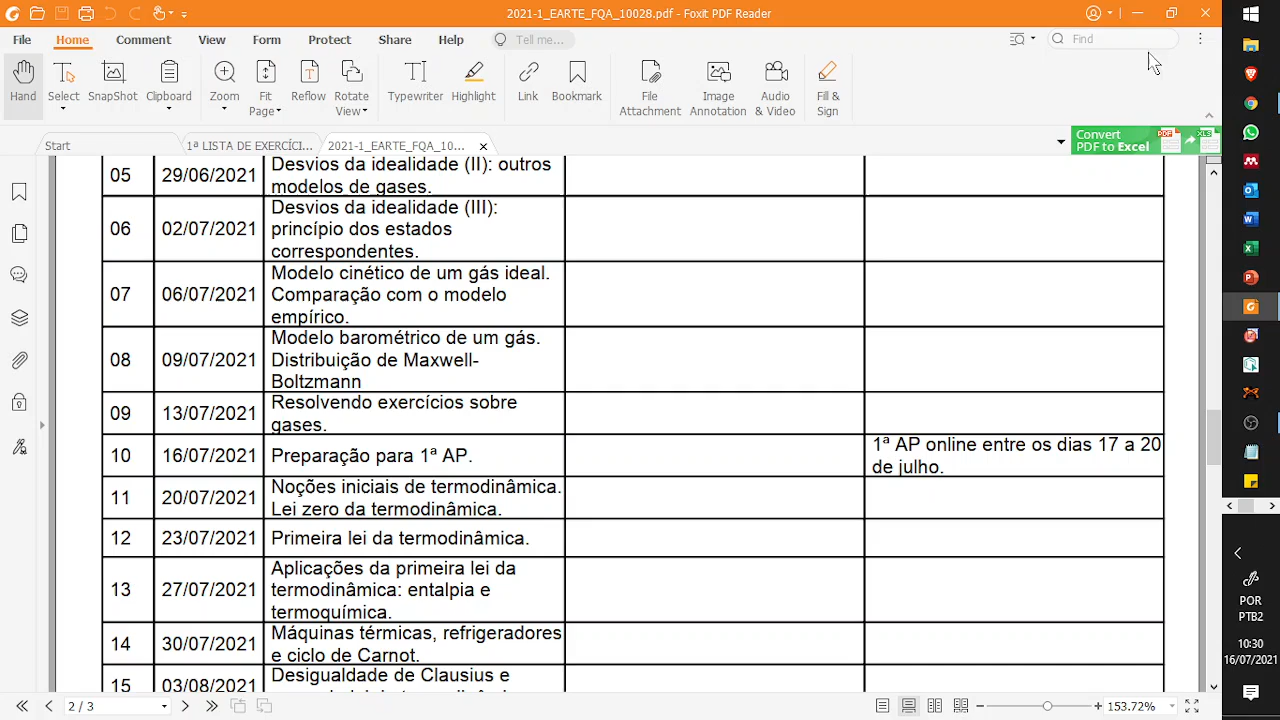 2021-1_EARTE_FQA_10028.pdf - Foxit PDF Reader
File Home Comment View Form Protect Share Help Tell me... Find
Hand Select SnapShot Clipboard Zoom Fit Page Reflow Rotate View Typewriter Highlight Link Bookmark File Attachment Image Annotation Audio & Video Fill & Sign
Start 1ª LISTA DE EXERCÍCI... 2021-1_EARTE_FQA_10...
Convert
PDF to Excel
PDF XLS
05 29/06/2021 Desvios da idealidade (II): outros
modelos de gases.
06 02/07/2021 Desvios da idealidade (III):
princípio dos estados
correspondentes.
07 06/07/2021 Modelo cinético de um gás ideal.
Comparação com o modelo
empírico.
08 09/07/2021 Modelo barométrico de um gás.
Distribuição de Maxwell-
Boltzmann
09 13/07/2021 Resolvendo exercícios sobre
gases.
10 16/07/2021 Preparação para 1ª AP. 1ª AP online entre os dias 17 a 20
de julho.
11 20/07/2021 Noções iniciais de termodinâmica.
Lei zero da termodinâmica.
12 23/07/2021 Primeira lei da termodinâmica.
13 27/07/2021 Aplicações da primeira lei da
termodinâmica: entalpia e
termoquímica.
14 30/07/2021 Máquinas térmicas, refrigeradores
e ciclo de Carnot.
15 03/08/2021 Desigualdade de Clausius e
2 / 3 153.72%
POR
PTB2
10:30
16/07/2021